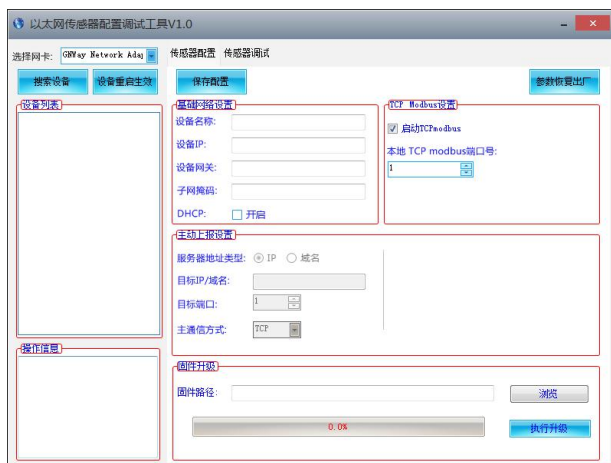 以太网传感器配置调试工具V1.0
选择网卡: GNWay Network Adaj
传感器配置 传感器调试
搜索设备 设备重启生效 保存配置 参数恢复出厂
设备列表
基础网络设置
设备名称:
设备IP:
设备网关:
子网掩码:
DHCP: 开启
TCP Modbus设置
启动TCPmodbus
本地 TCP modbus端口号:
1
主动上报设置
服务器地址类型: IP 域名
目标IP/域名:
目标端口: 1
主通信方式: TCP
操作信息
固件升级
固件路径: 浏览
0.0% 执行升级